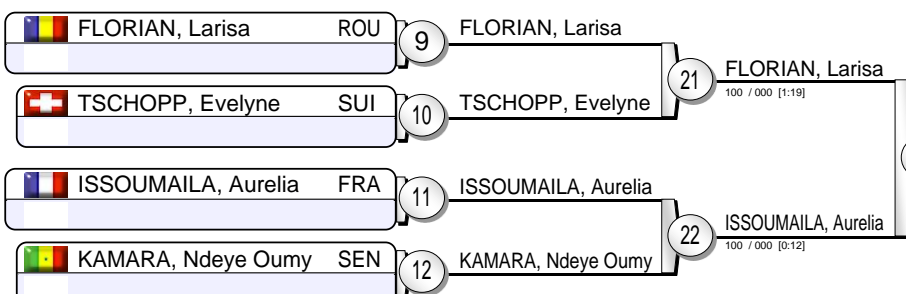 FLORIAN, Larisa ROU
9
FLORIAN, Larisa
21
FLORIAN, Larisa
100 / 000 [1:19]
TSCHOPP, Evelyne SUI
10
TSCHOPP, Evelyne
ISSOUMAILA, Aurelia FRA
11
ISSOUMAILA, Aurelia
22
ISSOUMAILA, Aurelia
100 / 000 [0:12]
KAMARA, Ndeye Oumy SEN
12
KAMARA, Ndeye Oumy